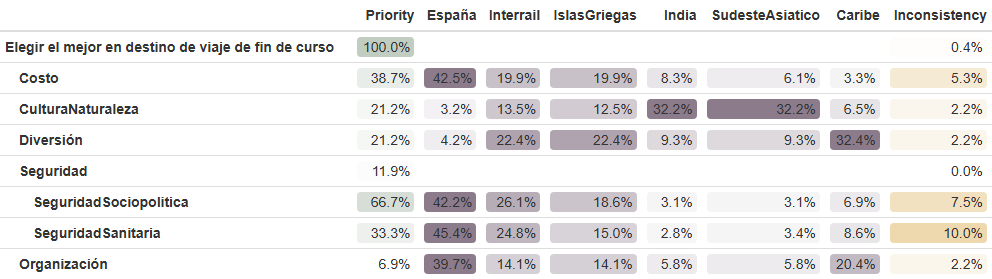 Priority España Interrail IslasGriegas India SudesteAsiatico Caribe Inconsistency
Elegir el mejor en destino de viaje de fin de curso 100.0% 0.4%
Costo 38.7% 42.5% 19.9% 19.9% 8.3% 6.1% 3.3% 5.3%
CulturaNaturaleza 21.2% 3.2% 13.5% 12.5% 32.2% 32.2% 6.5% 2.2%
Diversión 21.2% 4.2% 22.4% 22.4% 9.3% 9.3% 32.4% 2.2%
Seguridad 11.9% 0.0%
SeguridadSociopolitica 66.7% 42.2% 26.1% 18.6% 3.1% 3.1% 6.9% 7.5%
SeguridadSanitaria 33.3% 45.4% 24.8% 15.0% 2.8% 3.4% 8.6% 10.0%
Organización 6.9% 39.7% 14.1% 14.1% 5.8% 5.8% 20.4% 2.2%